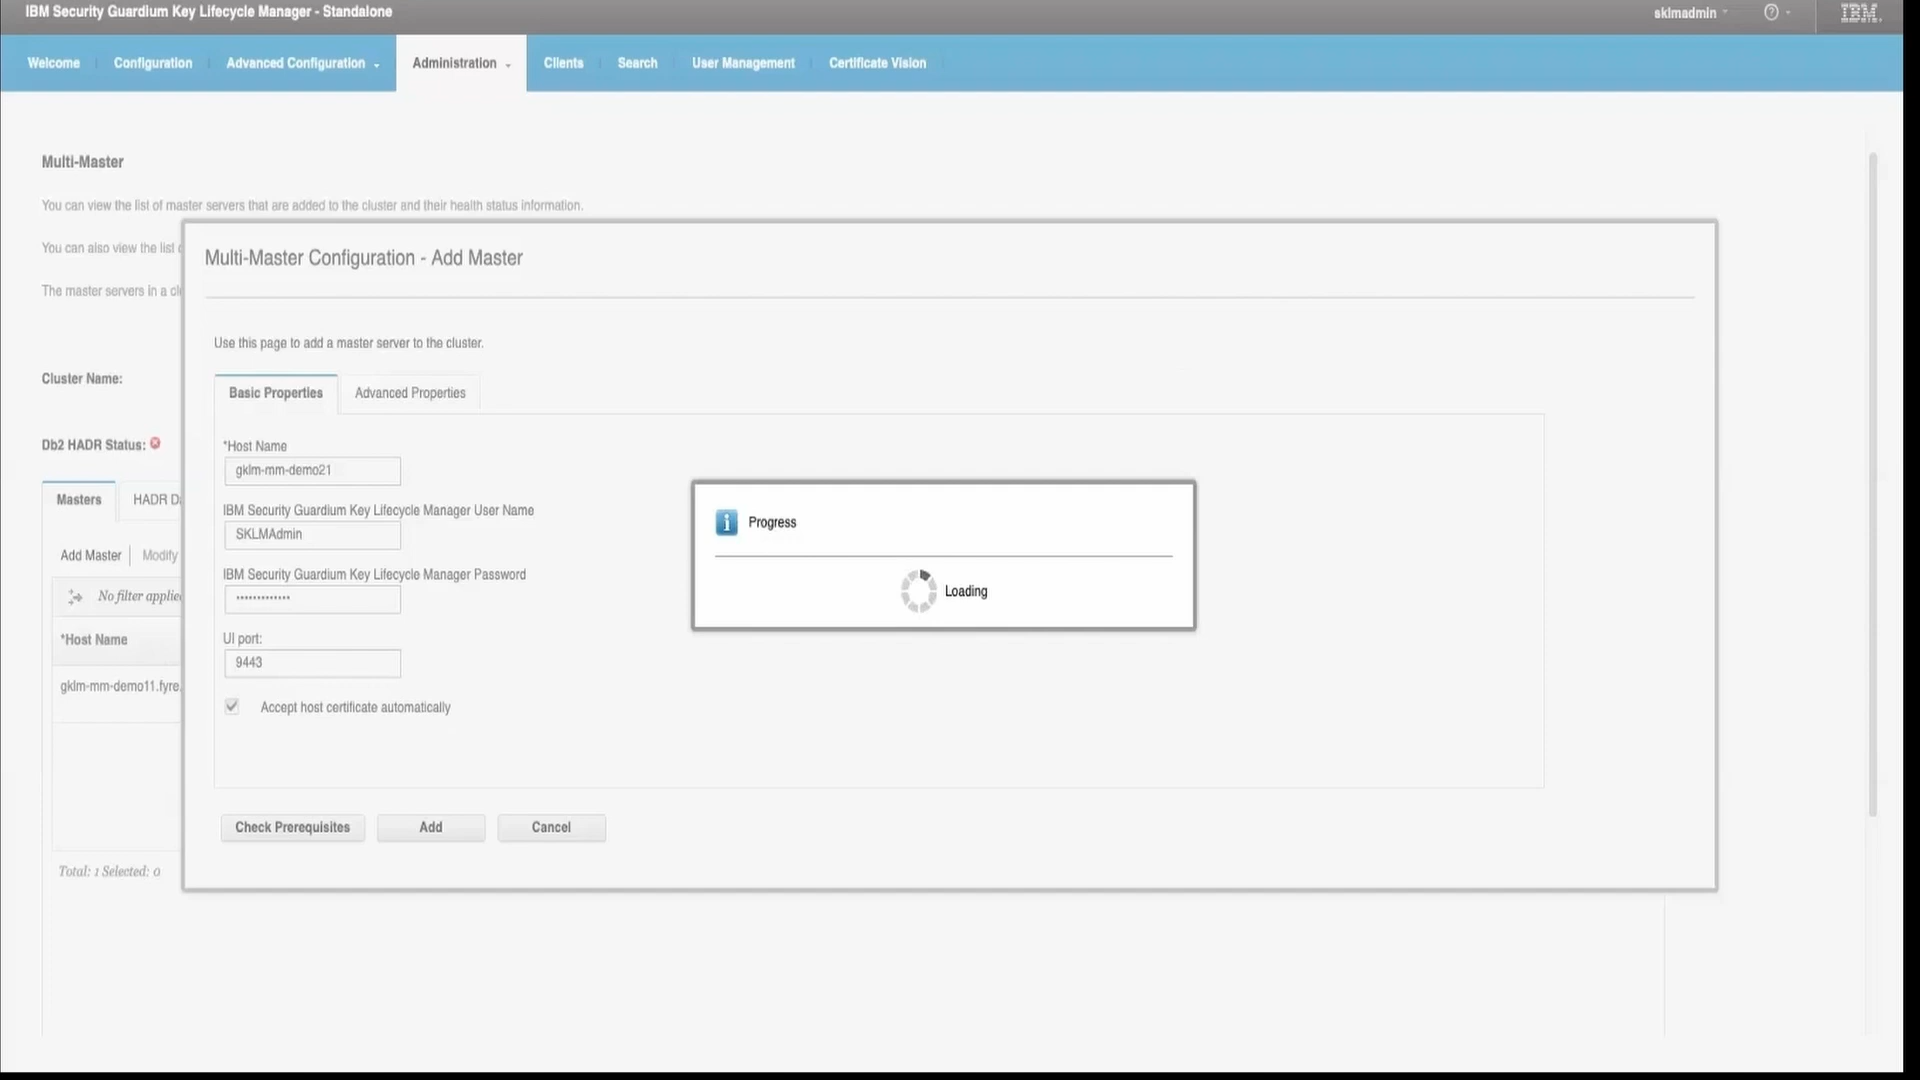 IBM Security Guardium Key Lifecycle Manager - Standalone
sklmadmin
IBM
Welcome
Configuration
Advanced Configuration
Administration
Clients
Search
User Management
Certificate Vision
Multi-Master
You can view the list of master servers that are added to the cluster and their health status information.
You can also view the list
The master servers in a
Multi-Master Configuration - Add Master
Use this page to add a master server to the cluster.
Cluster Name:
Basic Properties
Advanced Properties
Db2 HADR Status:
*Host Name
gklm-mm-demo21
Masters
HADR
IBM Security Guardium Key Lifecycle Manager User Name
SKLMAdmin
Progress
Loading
Add Master
Modify
IBM Security Guardium Key Lifecycle Manager Password
*************
No filter applied
*Host Name
UI port:
9443
gklm-mm-demo11.fyre.
Accept host certificate automatically
Check Prerequisites
Add
Cancel
Total: 1 Selected: 0